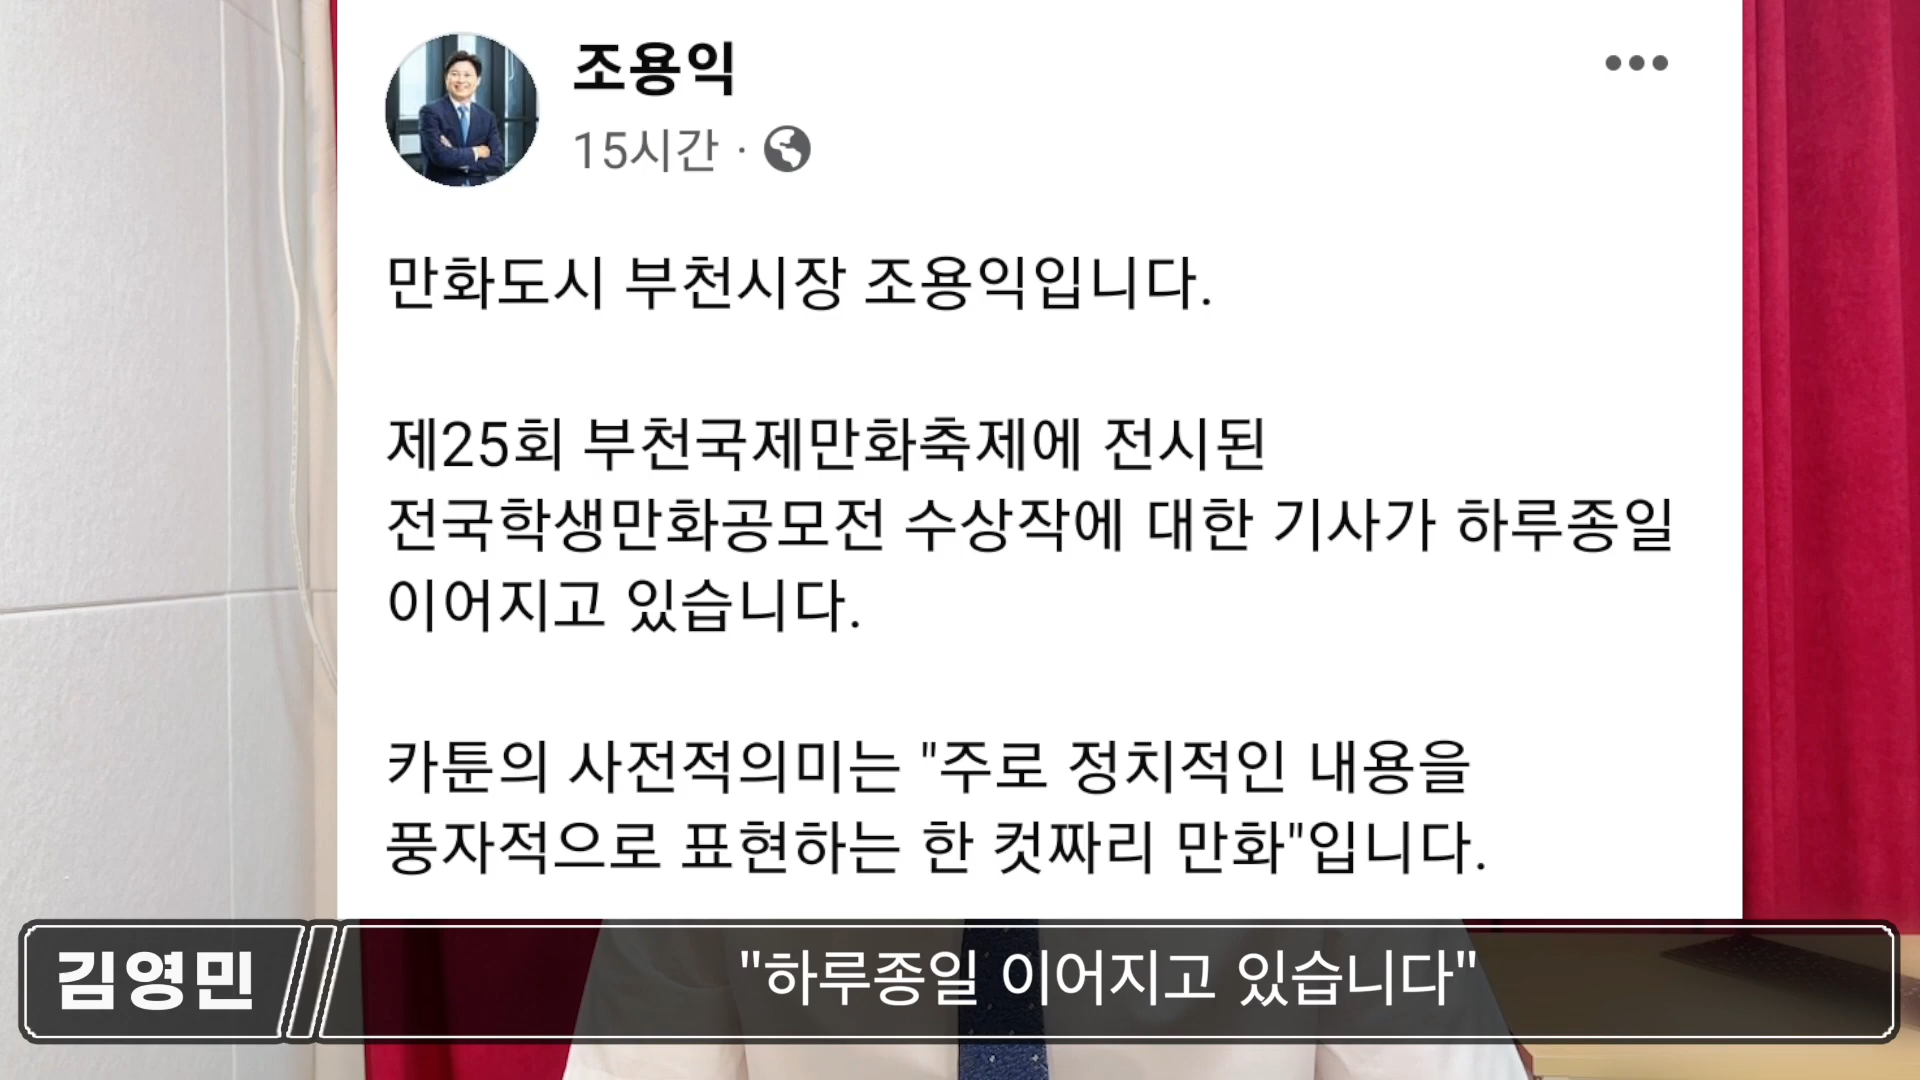 조용익
15시간 ·
만화도시 부천시장 조용익입니다.
제25회 부천국제만화축제에 전시된
전국학생만화공모전 수상작에 대한 기사가 하루종일
이어지고 있습니다.
카툰의 사전적의미는 "주로 정치적인 내용을
풍자적으로 표현하는 한 컷짜리 만화"입니다.
김영민
"하루종일 이어지고 있습니다"